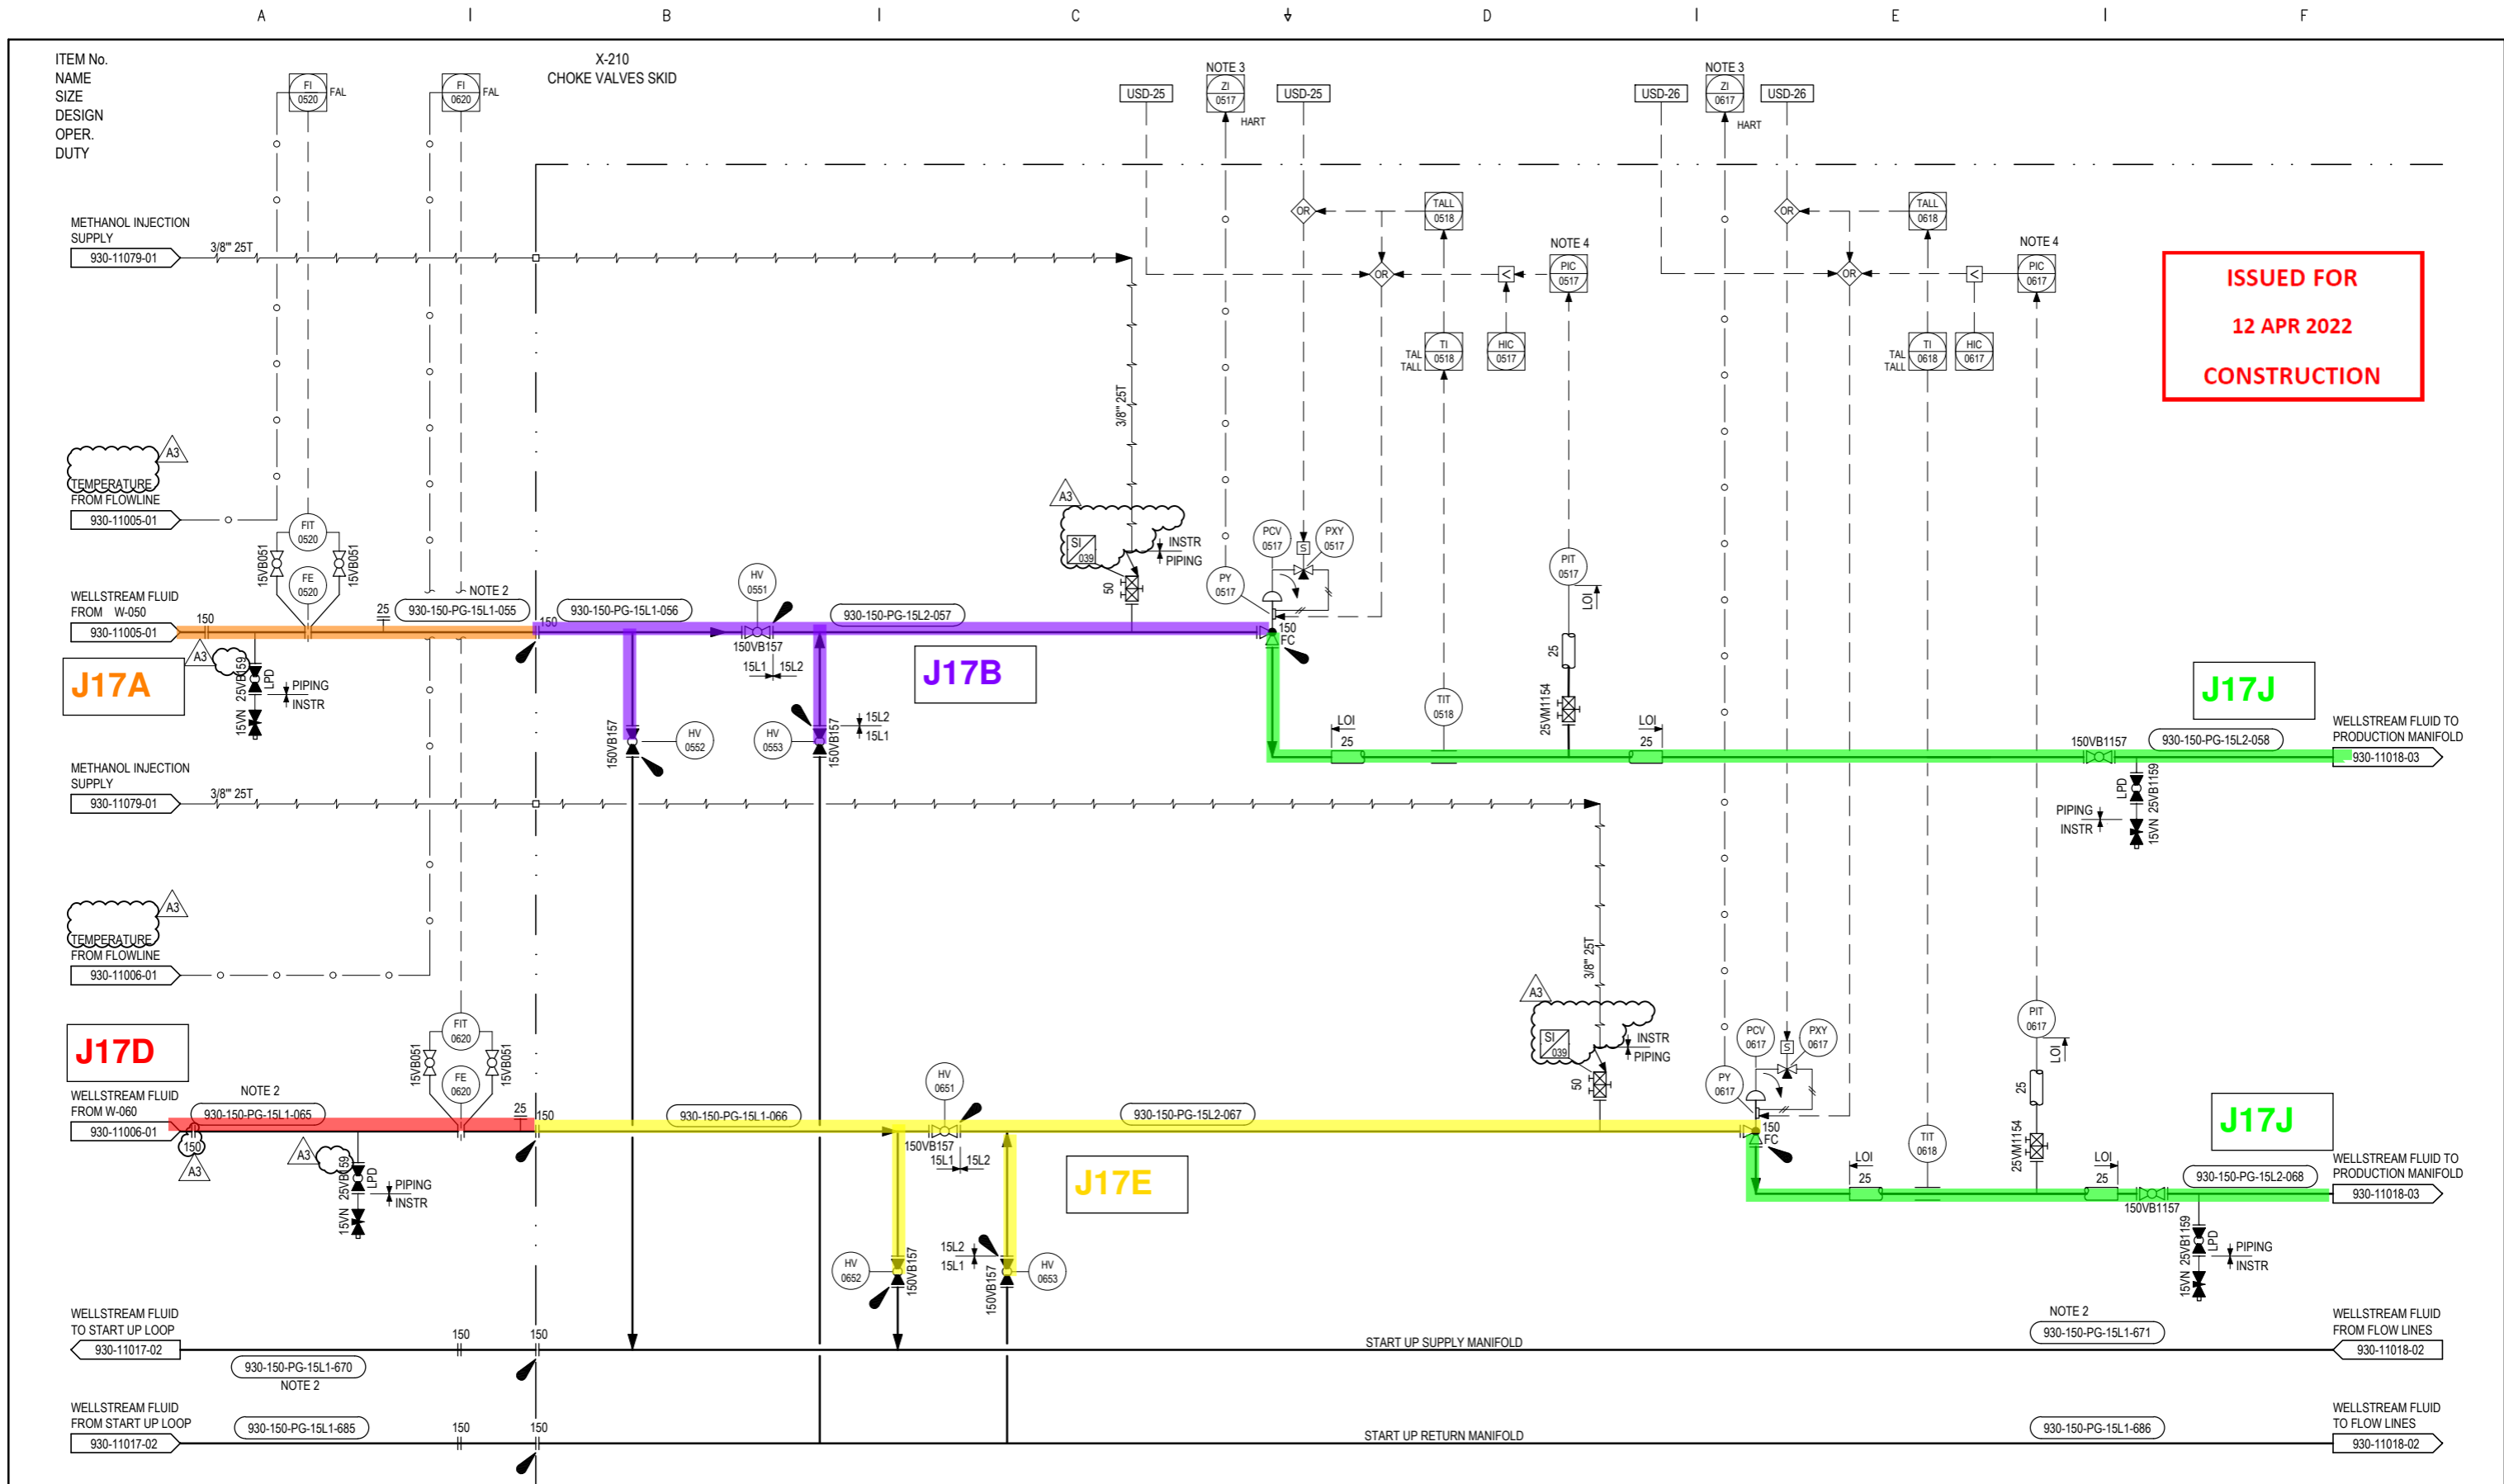 A
B
C
D
E
F
ITEM No.
NAME
SIZE
DESIGN
OPER.
DUTY
X-210
CHOKE VALVES SKID
FI
0520
FAL
FI
0620
FAL
USD-25
NOTE 3
ZI
0517
HART
USD-25
USD-26
NOTE 3
ZI
0617
HART
USD-26
METHANOL INJECTION
SUPPLY
930-11079-01
3/8"' 25T
OR
TALL
0518
OR
TALL
0618
OR
<
NOTE 4
PIC
0517
OR
<
NOTE 4
PIC
0617
ISSUED FOR
12 APR 2022
CONSTRUCTION
TAL
TALL
TI
0518
HIC
0517
TAL
TALL
TI
0618
HIC
0617
3/8"' 25T
A3
TEMPERATURE
FROM FLOWLINE
930-11005-01
FIT
0520
15VB051
15VB051
FE
0520
A3
SI
039
INSTR
PIPING
50
PCV
0517
S
PXY
0517
PY
0517
PIT
0517
LOI
WELLSTREAM FLUID
FROM W-050
930-11005-01
150
25
NOTE 2
930-150-PG-15L1-055
930-150-PG-15L1-056
150
HV
0551
150VB157
15L1
15L2
930-150-PG-15L2-057
150
FC
J17A
A3
25VB159
LPD
PIPING
INSTR
15VN
J17B
J17J
150VB157
HV
0552
HV
0553
150VB157
15L2
15L1
TIT
0518
25
25VM1154
LOI
25
LOI
25
150VB1157
930-150-PG-15L2-058
WELLSTREAM FLUID TO
PRODUCTION MANIFOLD
930-11018-03
LPD
25VB1159
PIPING
INSTR
15VN
METHANOL INJECTION
SUPPLY
930-11079-01
3/8"' 25T
3/8"' 25T
A3
TEMPERATURE
FROM FLOWLINE
930-11006-01
FIT
0620
15VB051
15VB051
FE
0620
A3
SI
039
INSTR
PIPING
50
PCV
0617
S
PXY
0617
PY
0617
PIT
0617
LOI
25
25VM1154
J17D
WELLSTREAM FLUID
FROM W-060
930-11006-01
NOTE 2
930-150-PG-15L1-065
150
A3
A3
25VB159
LPD
PIPING
INSTR
15VN
25
150
930-150-PG-15L1-066
HV
0651
150VB157
15L1
15L2
930-150-PG-15L2-067
150
FC
J17E
J17J
TIT
0618
LOI
25
LOI
25
150VB1157
930-150-PG-15L2-068
WELLSTREAM FLUID TO
PRODUCTION MANIFOLD
930-11018-03
25VB1159
LPD
PIPING
INSTR
15VN
HV
0652
150VB157
15L2
15L1
150VB157
HV
0653
WELLSTREAM FLUID
TO START UP LOOP
930-11017-02
930-150-PG-15L1-670
NOTE 2
150
150
START UP SUPPLY MANIFOLD
NOTE 2
930-150-PG-15L1-671
WELLSTREAM FLUID
FROM FLOW LINES
930-11018-02
WELLSTREAM FLUID
FROM START UP LOOP
930-11017-02
930-150-PG-15L1-685
150
150
START UP RETURN MANIFOLD
930-150-PG-15L1-686
WELLSTREAM FLUID
TO FLOW LINES
930-11018-02